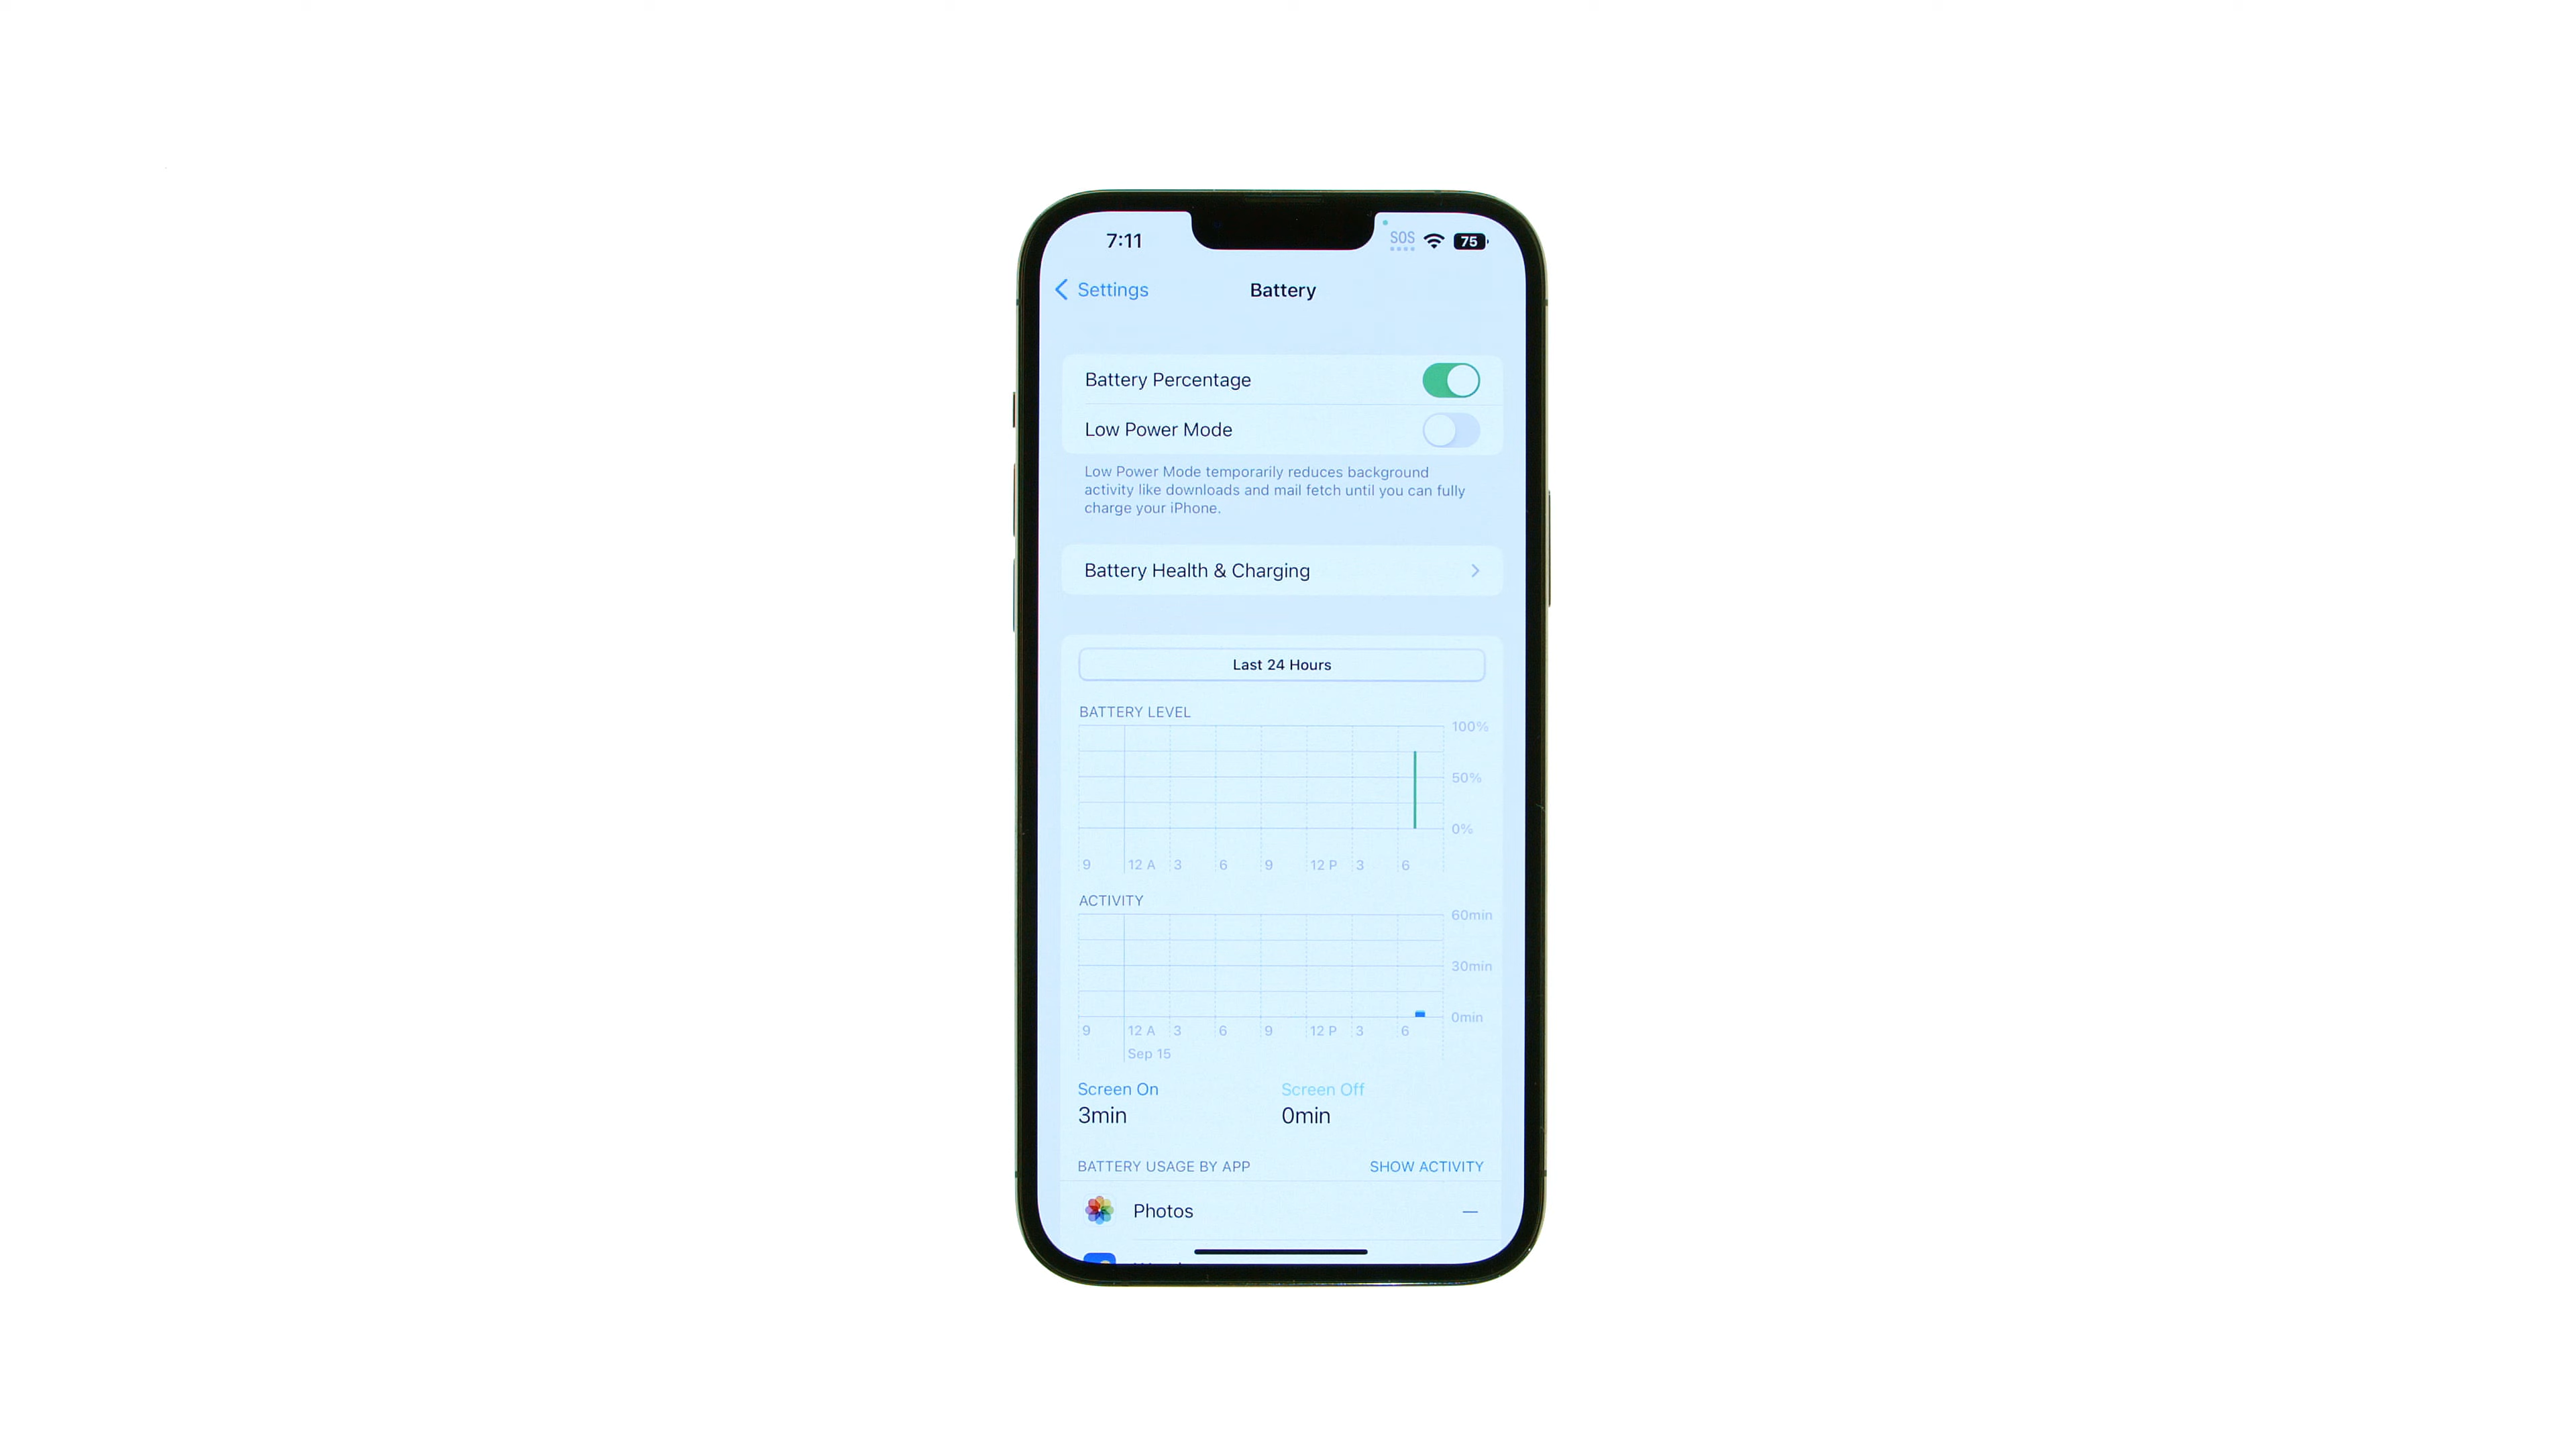 7:11
SOS
75
Settings
Battery
Battery Percentage
Low Power Mode
Low Power Mode temporarily reduces background
activity like downloads and mail fetch until you can fully
charge your iPhone.
Battery Health & Charging
Last 24 Hours
BATTERY LEVEL
100%
50%
0%
9 12 A 3 6 9 12 P 3 6
ACTIVITY
60min
30min
0min
9 12 A 3 6 9 12 P 3 6
Sep 15
Screen On
Screen Off
3min
0min
BATTERY USAGE BY APP
SHOW ACTIVITY
Photos